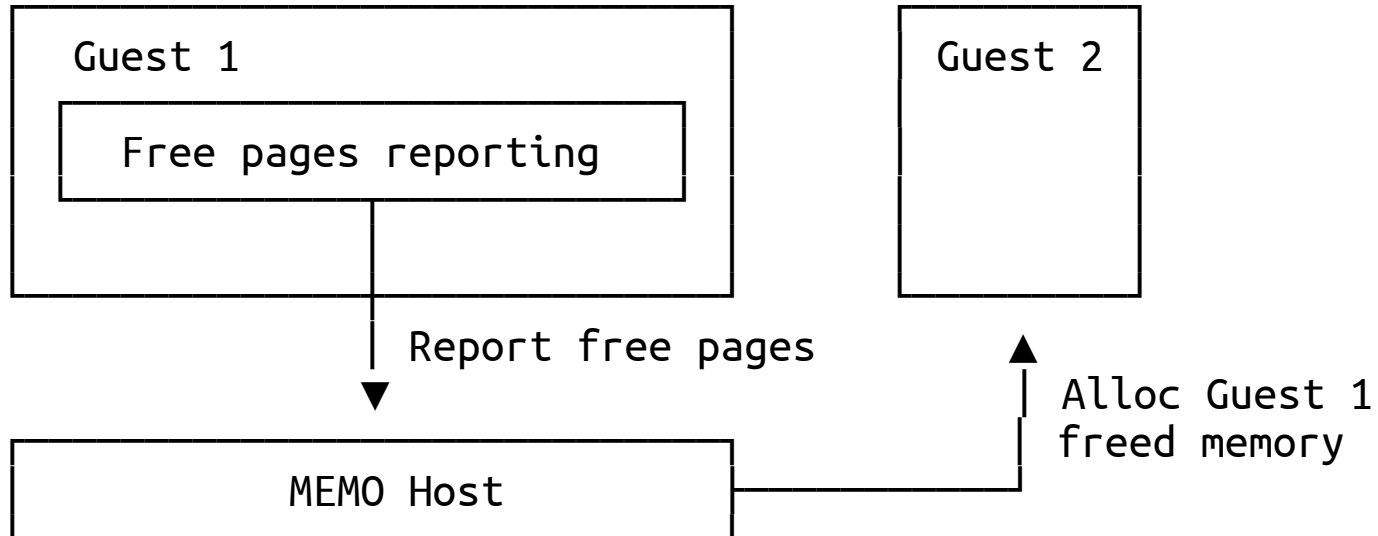 Guest 1
Guest 2
Free pages reporting
Report free pages
Alloc Guest 1
freed memory
MEMO Host